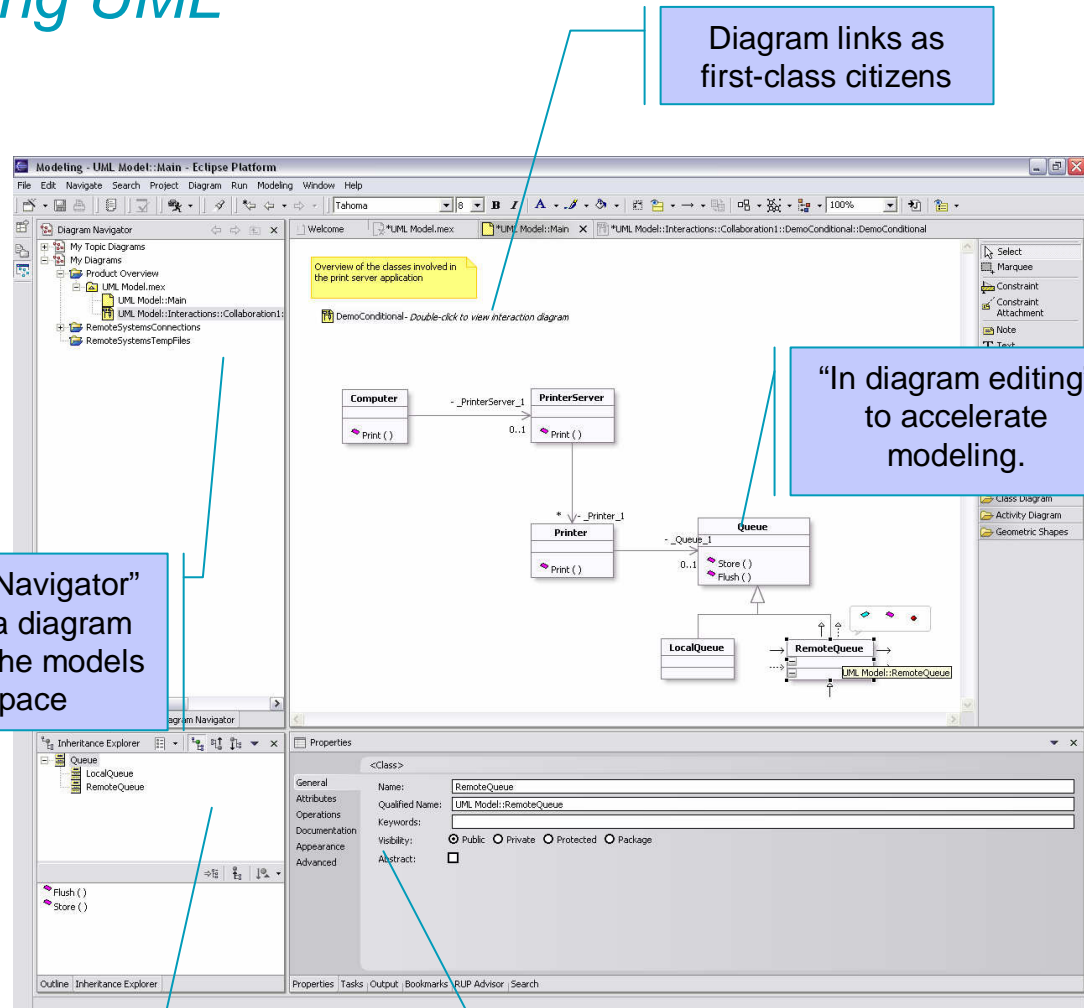 ng UML
Diagram links as
first-class citizens
Modeling - UML Model::Main - Eclipse Platform
File Edit Navigate Search Project Diagram Run Modeling Window Help
Tahoma 8 B I A 100%
Diagram Navigator
Welcome *UML Model.mex *UML Model::Main *UML Model::Interactions::Collaboration1::DemoConditional::DemoConditional
My Topic Diagrams
My Diagrams
Product Overview
UML Model.mex
UML Model::Main
UML Model::Interactions::Collaboration1:
RemoteSystemsConnections
RemoteSystemsTempFiles
Overview of the classes involved in
the print server application
DemoConditional - Double-click to view interaction diagram
Select
Marquee
Constraint
Constraint
Attachment
Note
Text
“In diagram editing
to accelerate
modeling.
Class Diagram
Activity Diagram
Geometric Shapes
Computer
Print ( )
- _PrinterServer_1
0..1
PrinterServer
Print ( )
* - _Printer_1
Printer
Print ( )
- _Queue_1
0..1
Queue
Store ( )
Flush ( )
LocalQueue
RemoteQueue
UML Model::RemoteQueue
Navigator”
a diagram
he models
pace
agram Navigator
Inheritance Explorer
Queue
LocalQueue
RemoteQueue
Flush ( )
Store ( )
Outline Inheritance Explorer
Properties
<Class>
General
Attributes
Operations
Documentation
Appearance
Advanced
Name: RemoteQueue
Qualified Name: UML Model::RemoteQueue
Keywords:
Visibility: Public Private Protected Package
Abstract:
Properties Tasks Output Bookmarks RUP Advisor Search